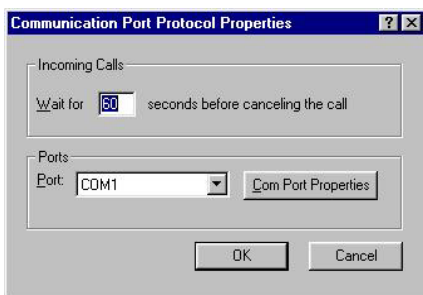 Communication Port Protocol Properties
Incoming Calls
Wait for 60 seconds before canceling the call
Ports
Port: COM1 Com Port Properties
OK Cancel